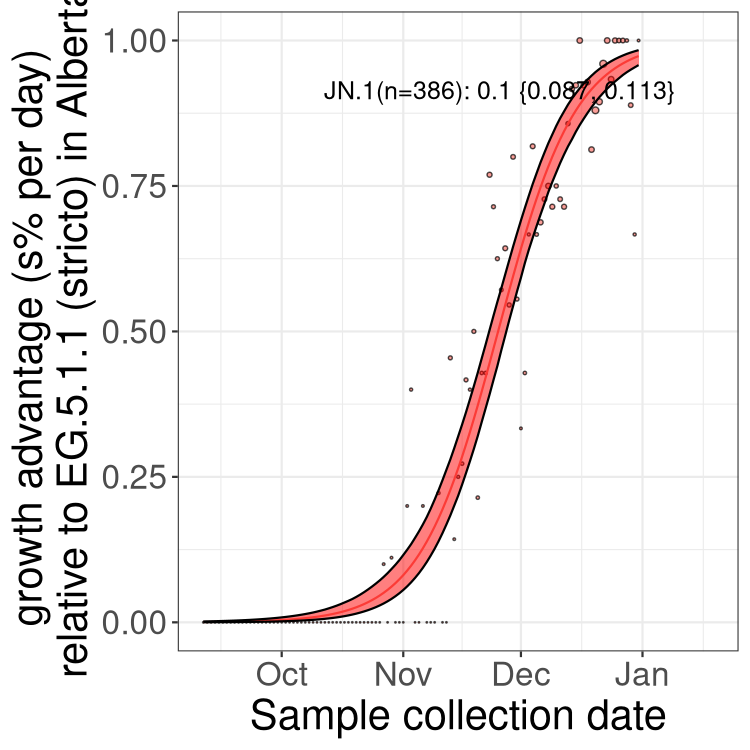 growth advantage (s% per day)
relative to EG.5.1.1 (stricto) in Alberta
1.00
0.75
0.50
0.25
0.00
JN.1(n=386): 0.1 {0.087, 0.113}
Oct Nov Dec Jan
Sample collection date